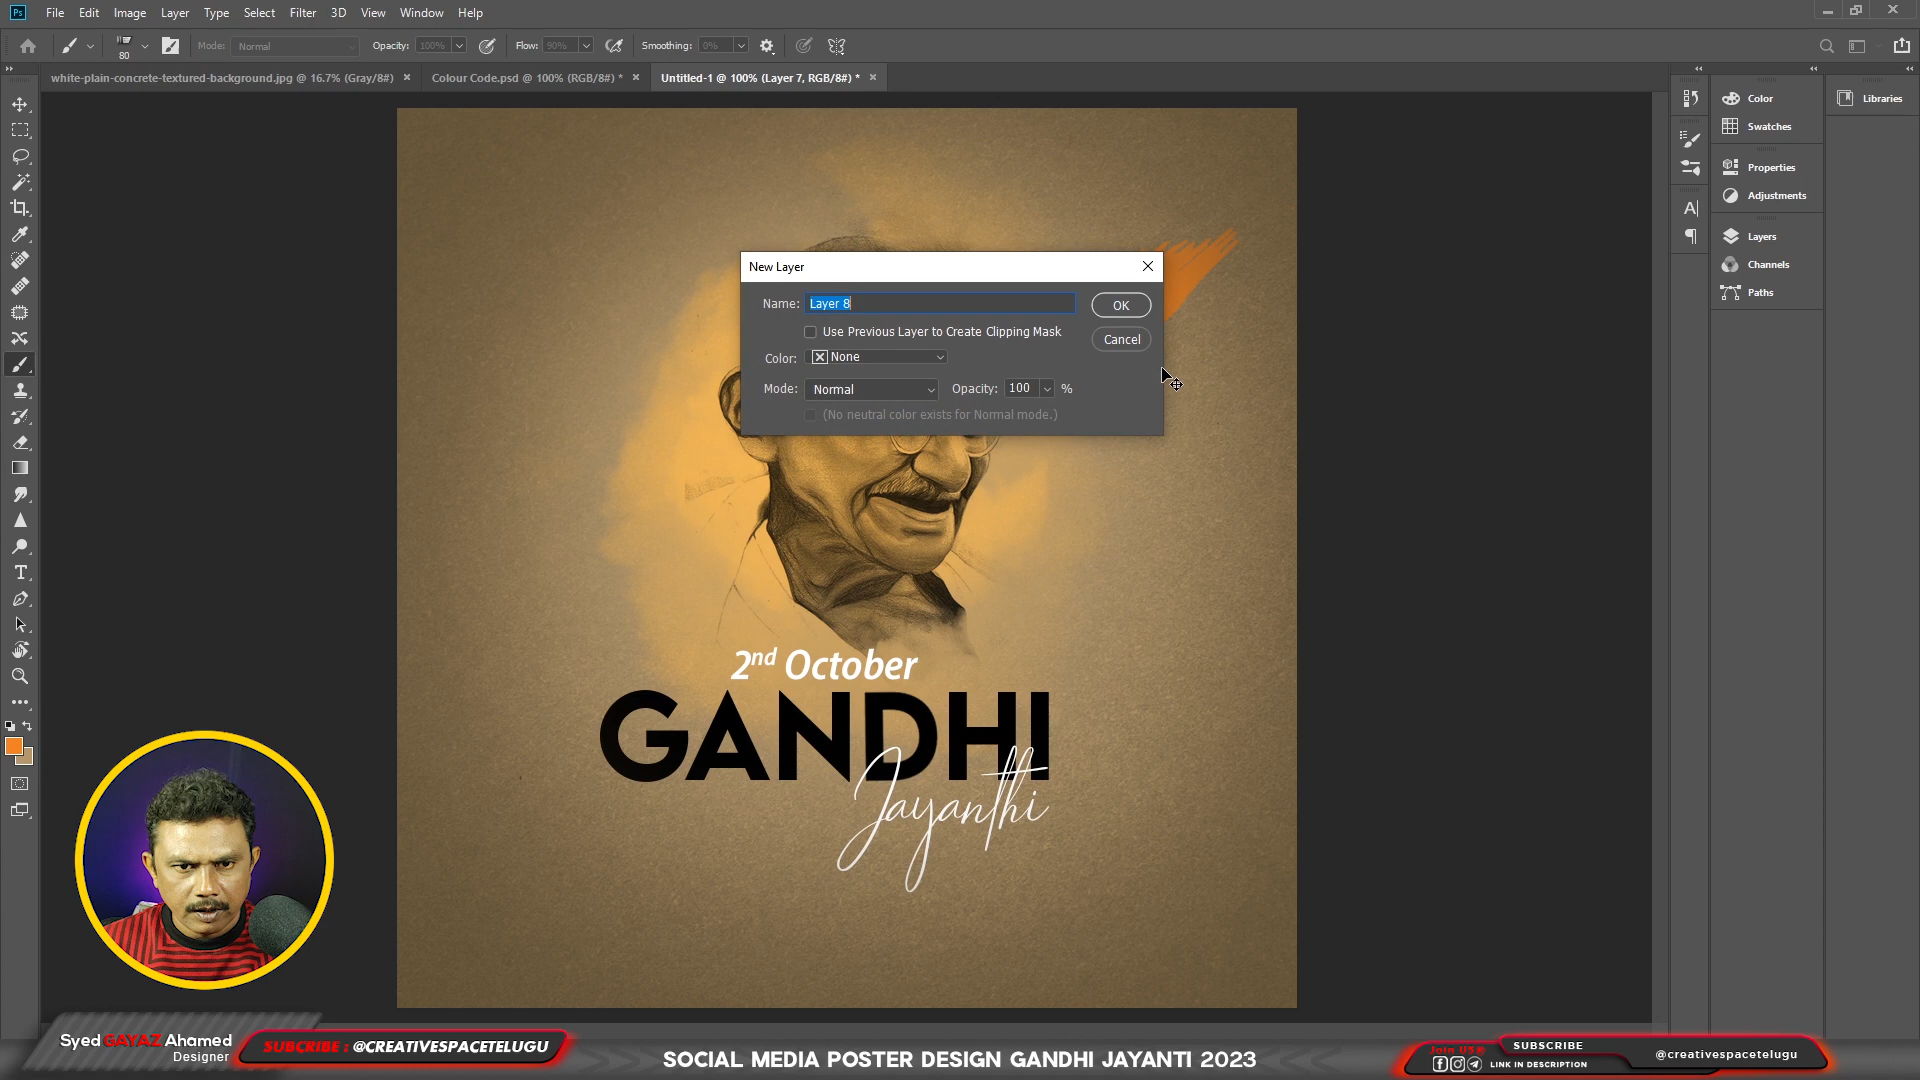 Ps File Edit Image Layer Type Select Filter 3D View Window Help
80 Mode: Normal Opacity: 100% Flow: 90% Smoothing: 0%
white-plain-concrete-textured-background.jpg @ 16.7% (Gray/8#) × Colour Code.psd @ 100% (RGB/8#) * × Untitled-1 @ 100% (Layer 7, RGB/8#) * ×
Color
Libraries
Swatches
Properties
Adjustments
Layers
Channels
Paths
New Layer
Name: Layer 8
OK
Use Previous Layer to Create Clipping Mask
Cancel
Color: None
Mode: Normal Opacity: 100 %
(No neutral color exists for Normal mode.)
2nd October
GANDHI
Jayanthi
Syed GAYAZ Ahamed
Designer
SUBCRIBE : @CREATIVESPACETELUGU
SOCIAL MEDIA POSTER DESIGN GANDHI JAYANTI 2023
Join US@
SUBSCRIBE
LINK IN DESCRIPTION
@creativespacetelugu